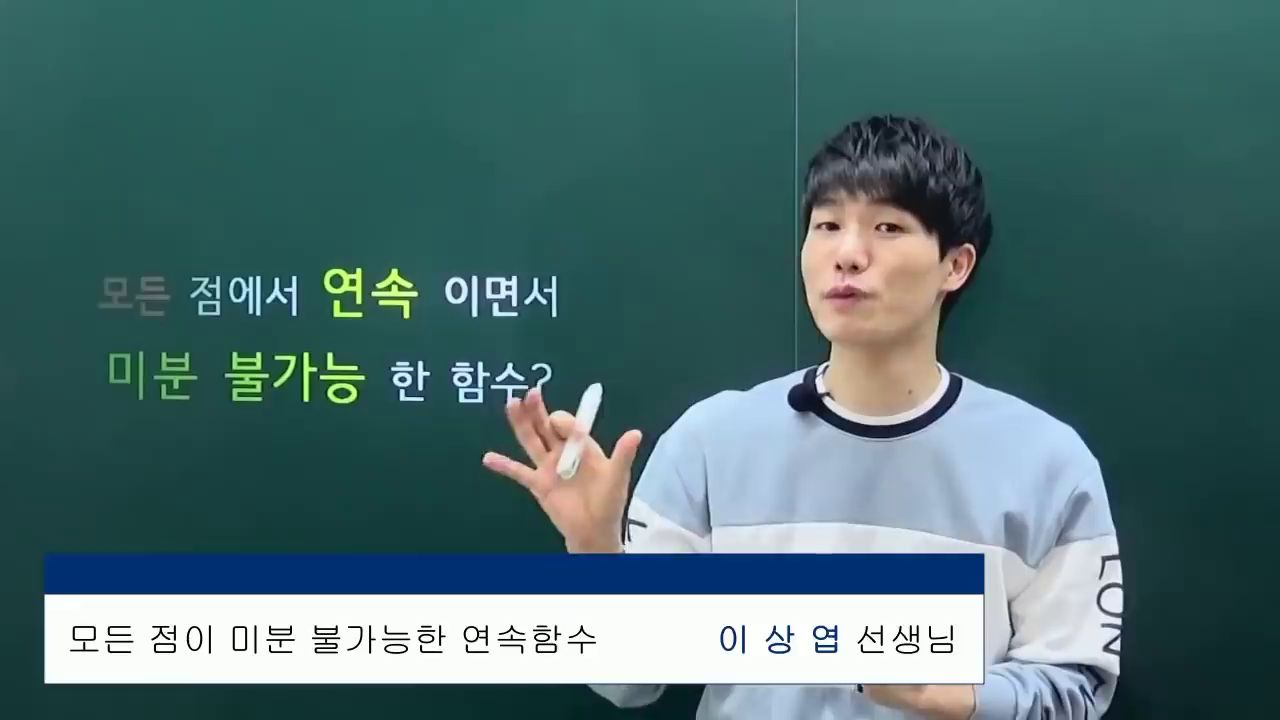 모든 점에서 연속 이면서
미분 불가능 한 함수?
모든 점이 미분 불가능한 연속함수
이 상 엽 선생님
LON